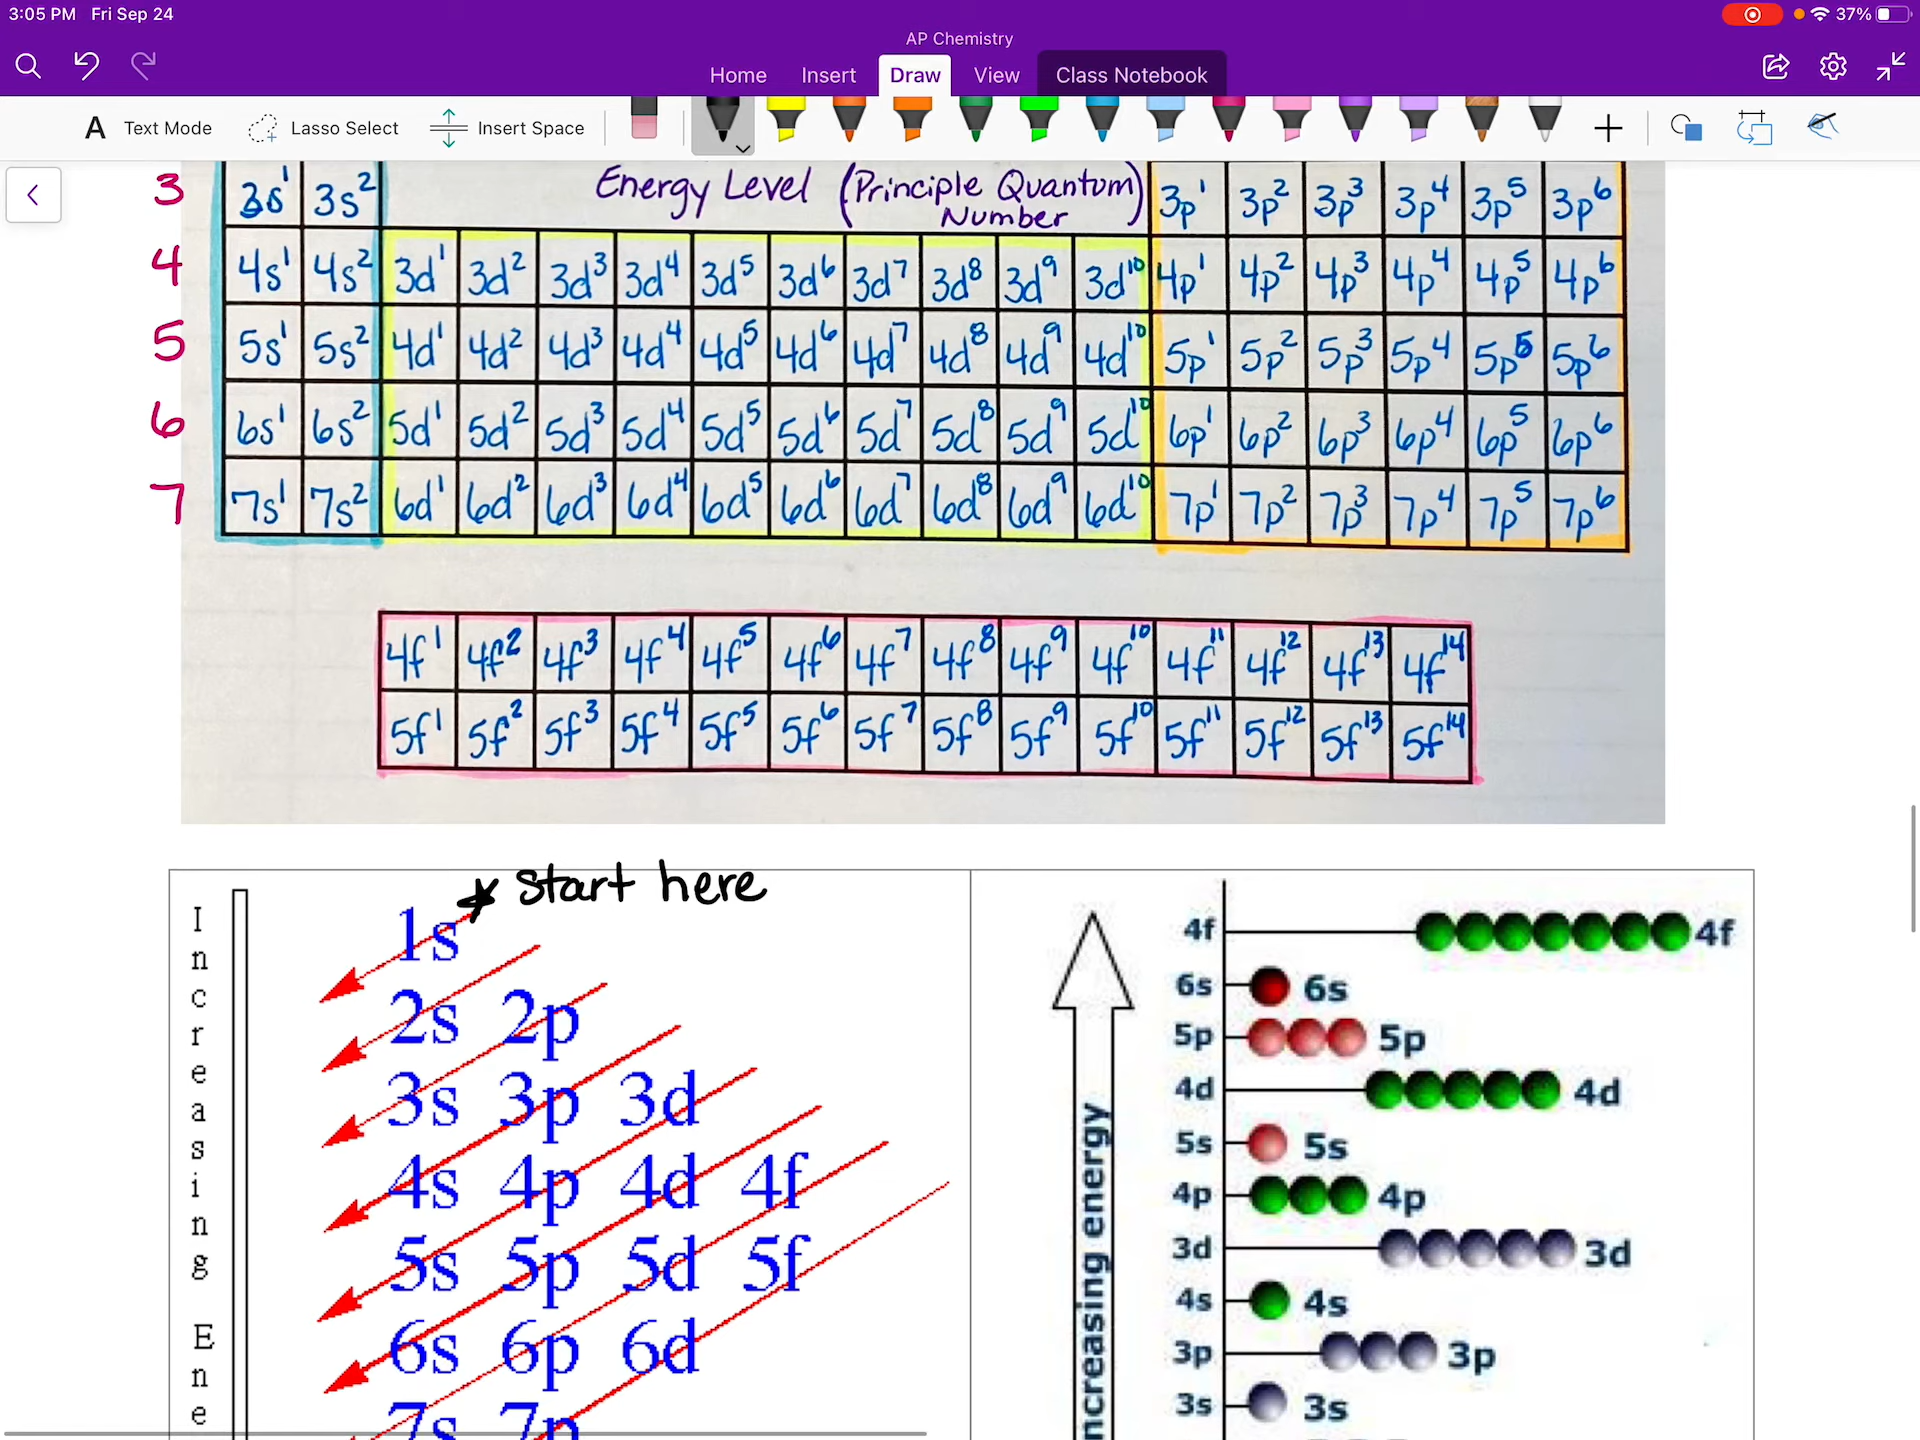 3:05 PM Fri Sep 24
37%
AP Chemistry
Home Insert Draw View Class Notebook
A Text Mode Lasso Select Insert Space
3 3s¹ 3s² Energy Level (Principle Quantum Number) 3p¹ 3p² 3p³ 3p⁴ 3p⁵ 3p⁶
4 4s¹ 4s² 3d¹ 3d² 3d³ 3d⁴ 3d⁵ 3d⁶ 3d⁷ 3d⁸ 3d⁹ 3d¹⁰ 4p¹ 4p² 4p³ 4p⁴ 4p⁵ 4p⁶
5 5s¹ 5s² 4d¹ 4d² 4d³ 4d⁴ 4d⁵ 4d⁶ 4d⁷ 4d⁸ 4d⁹ 4d¹⁰ 5p¹ 5p² 5p³ 5p⁴ 5p⁵ 5p⁶
6 6s¹ 6s² 5d¹ 5d² 5d³ 5d⁴ 5d⁵ 5d⁶ 5d⁷ 5d⁸ 5d⁹ 5d¹⁰ 6p¹ 6p² 6p³ 6p⁴ 6p⁵ 6p⁶
7 7s¹ 7s² 6d¹ 6d² 6d³ 6d⁴ 6d⁵ 6d⁶ 6d⁷ 6d⁸ 6d⁹ 6d¹⁰ 7p¹ 7p² 7p³ 7p⁴ 7p⁵ 7p⁶
4f¹ 4f² 4f³ 4f⁴ 4f⁵ 4f⁶ 4f⁷ 4f⁸ 4f⁹ 4f¹⁰ 4f¹¹ 4f¹² 4f¹³ 4f¹⁴
5f¹ 5f² 5f³ 5f⁴ 5f⁵ 5f⁶ 5f⁷ 5f⁸ 5f⁹ 5f¹⁰ 5f¹¹ 5f¹² 5f¹³ 5f¹⁴
Increasing Ene
start here
1s
2s 2p
3s 3p 3d
4s 4p 4d 4f
5s 5p 5d 5f
6s 6p 6d
7s 7p
ncreasing energy
4f 4f
6s 6s
5p 5p
4d 4d
5s 5s
4p 4p
3d 3d
4s 4s
3p 3p
3s 3s